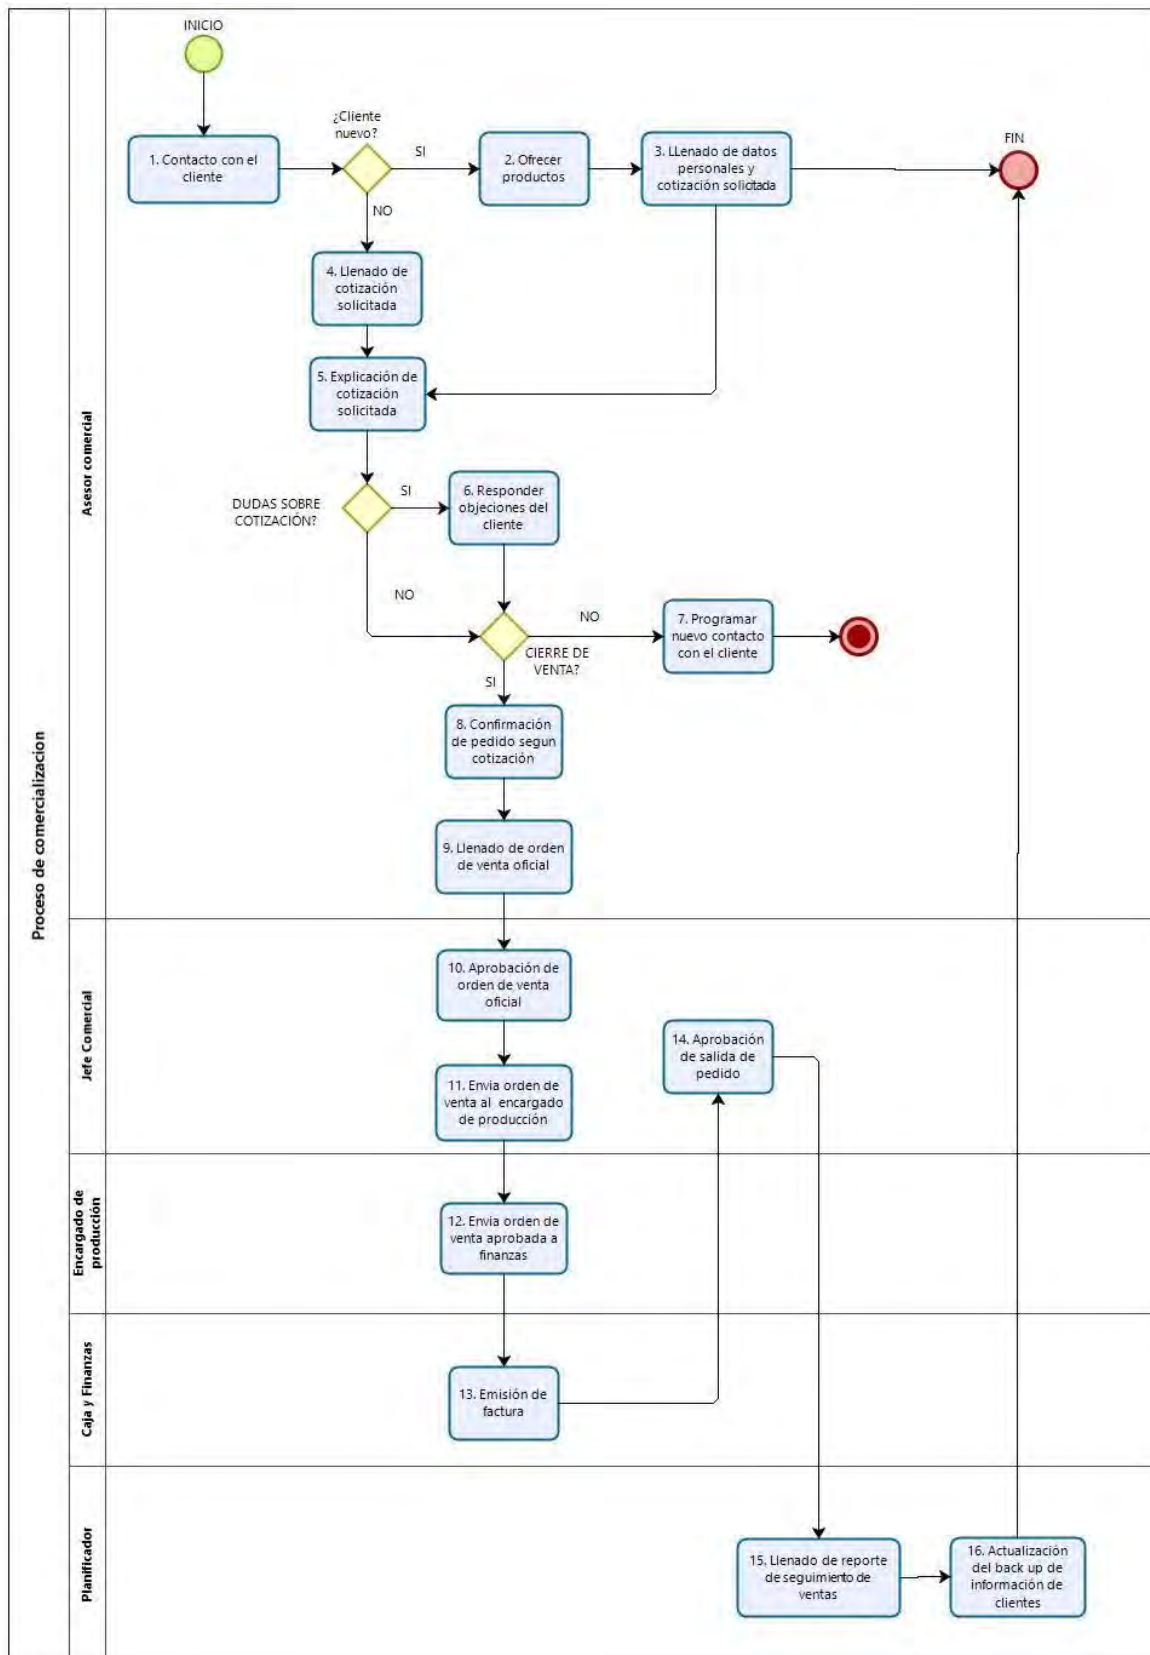 INICIO
¿Cliente
nuevo?
SI
FIN
1. Contacto con el
cliente
2. Ofrecer
productos
3. LLenado de datos
personales y
cotización solicitada
NO
4. Llenado de
cotización
solicitada
5. Explicación de
cotización
solicitada
Asesor comercial
DUDAS SOBRE
COTIZACIÓN?
SI
6. Responder
objeciones del
cliente
NO
NO
7. Programar
nuevo contacto
con el cliente
CIERRE DE
VENTA?
SI
8. Confirmación
de pedido segun
cotización
9. Llenado de orden
de venta oficial
Proceso de comercializacion
Jefe Comercial
10. Aprobación de
orden de venta
oficial
14. Aprobación
de salida de
pedido
11. Envia orden de
venta al encargado
de producción
Encargado de
producción
12. Envia orden de
venta aprobada a
finanzas
Caja y Finanzas
13. Emisión de
factura
Planificador
15. Llenado de reporte
de seguimiento de
ventas
16. Actualización
del back up de
información de
clientes